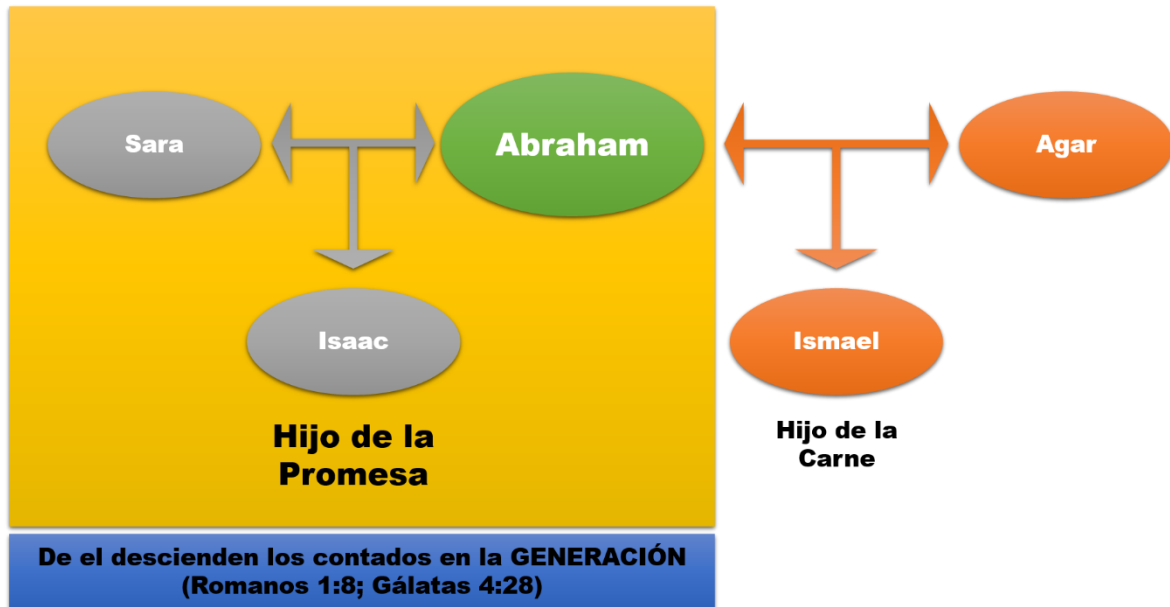 Sara
Abraham
Agar
Isaac
Ismael
Hijo de la
Promesa
Hijo de la
Carne
De el descienden los contados en la GENERACIÓN
(Romanos 1:8; Gálatas 4:28)